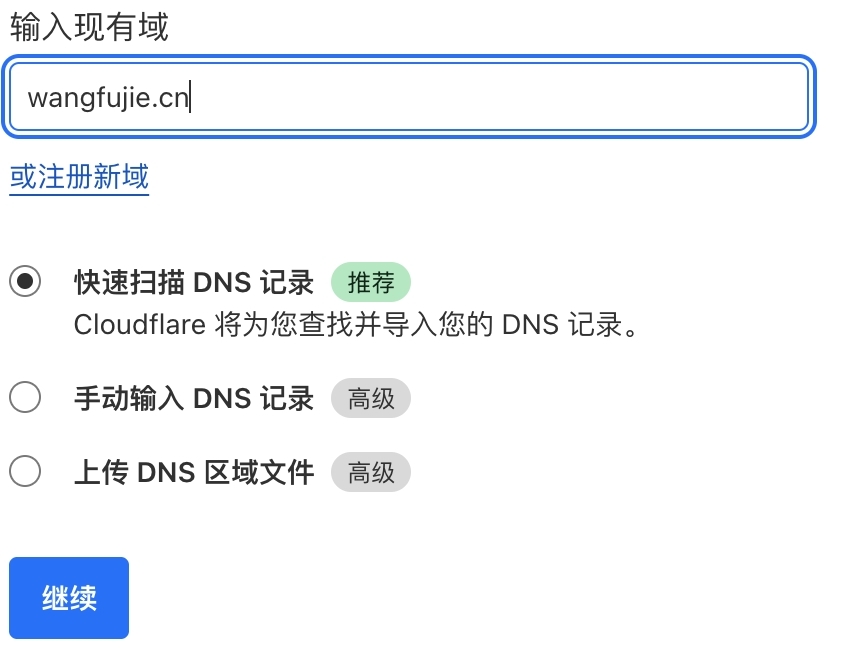 输入现有域
wangfujie.cn
或注册新域
快速扫描 DNS 记录 推荐
Cloudflare 将为您查找并导入您的 DNS 记录。
手动输入 DNS 记录 高级
上传 DNS 区域文件 高级
继续